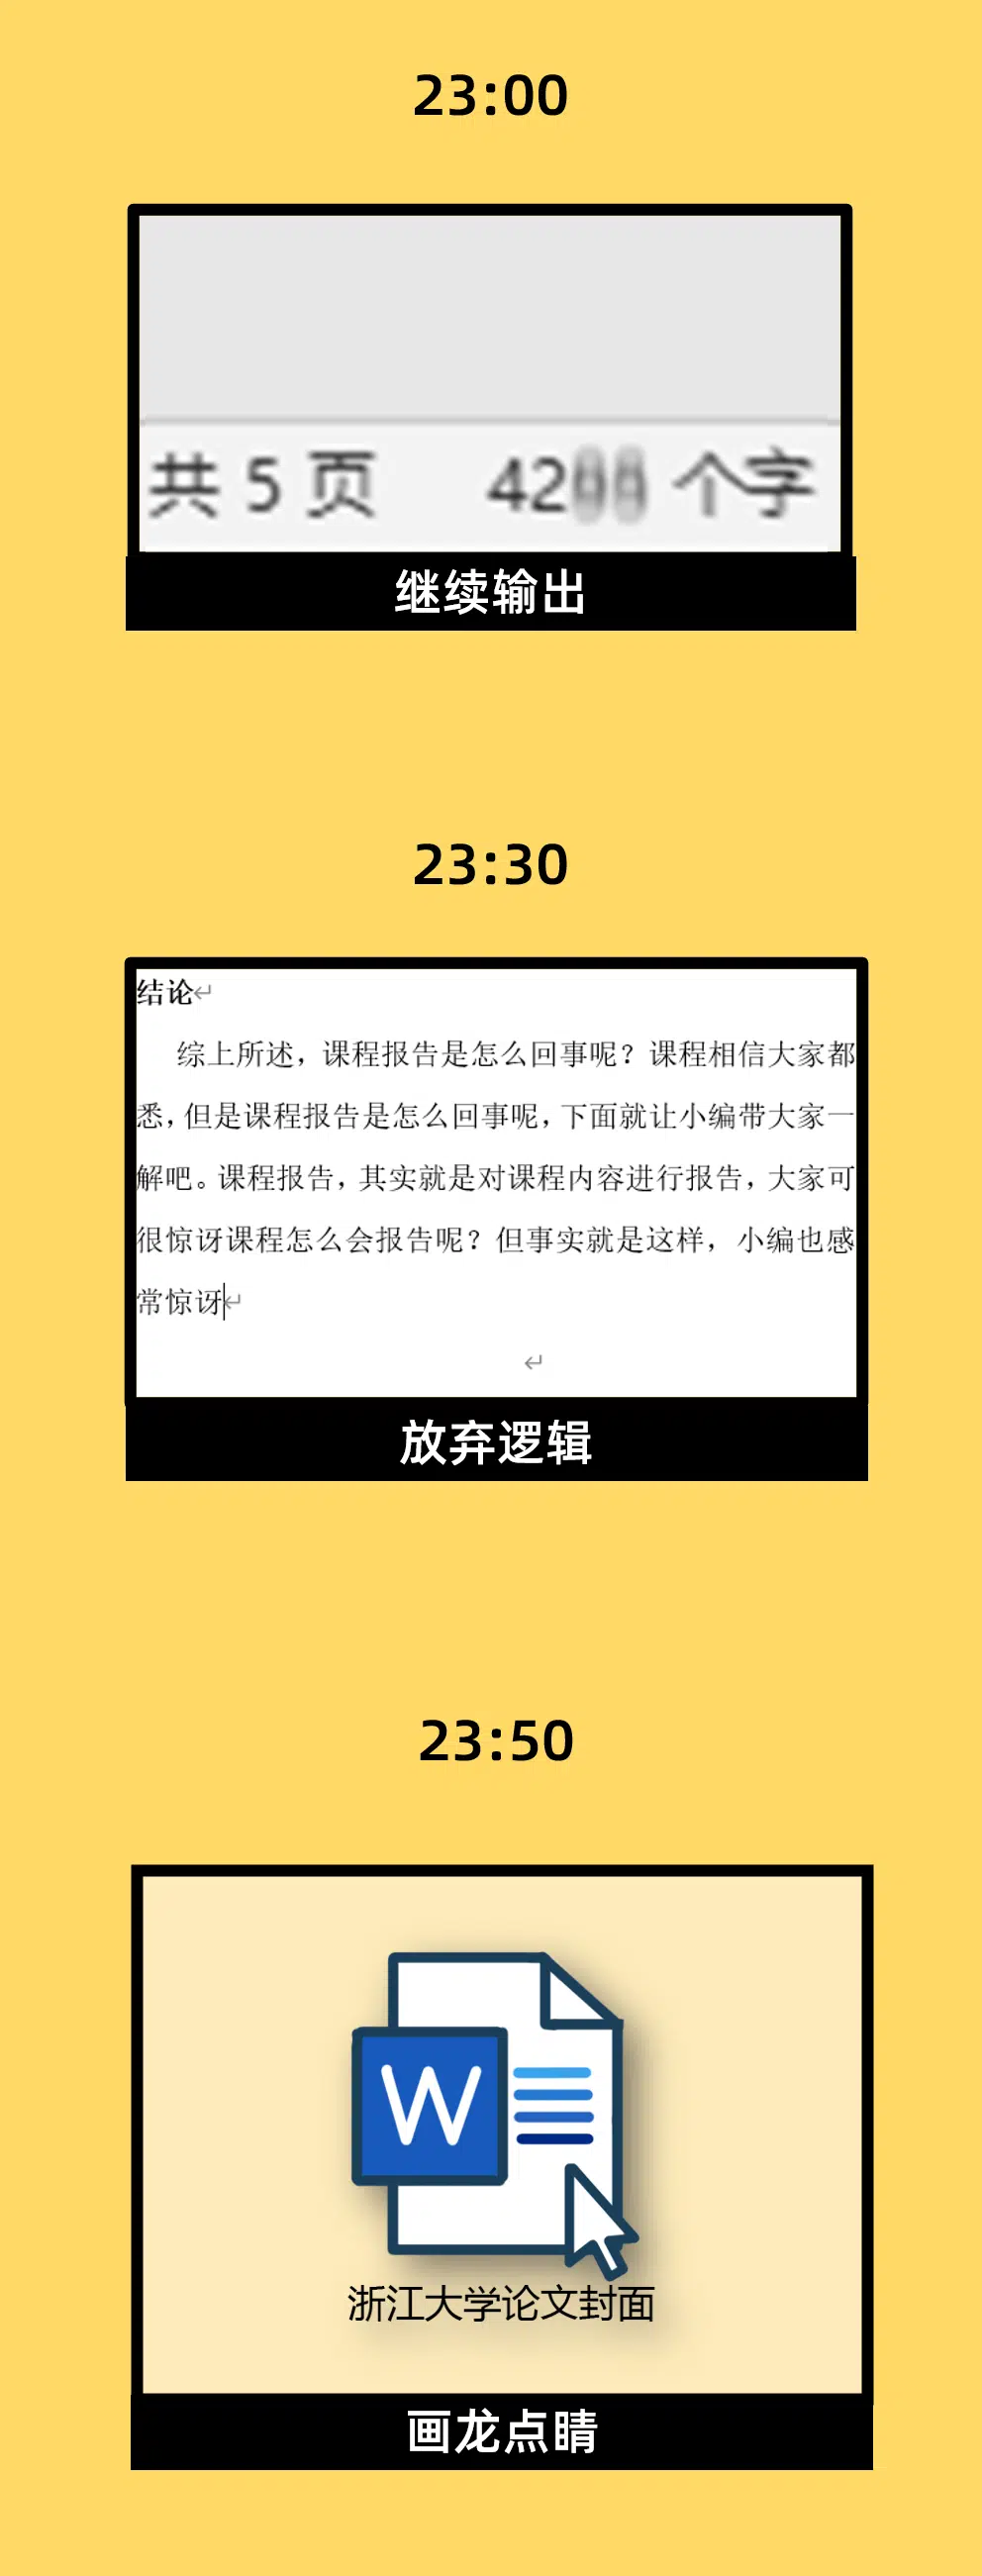 23:00
共 5 页 42 个字
继续输出
23:30
结论
综上所述，课程报告是怎么回事呢？课程相信大家都
悉，但是课程报告是怎么回事呢，下面就让小编带大家一
解吧。课程报告，其实就是对课程内容进行报告，大家可
很惊讶课程怎么会报告呢？但事实就是这样，小编也感
常惊讶
放弃逻辑
23:50
W
浙江大学论文封面
画龙点睛